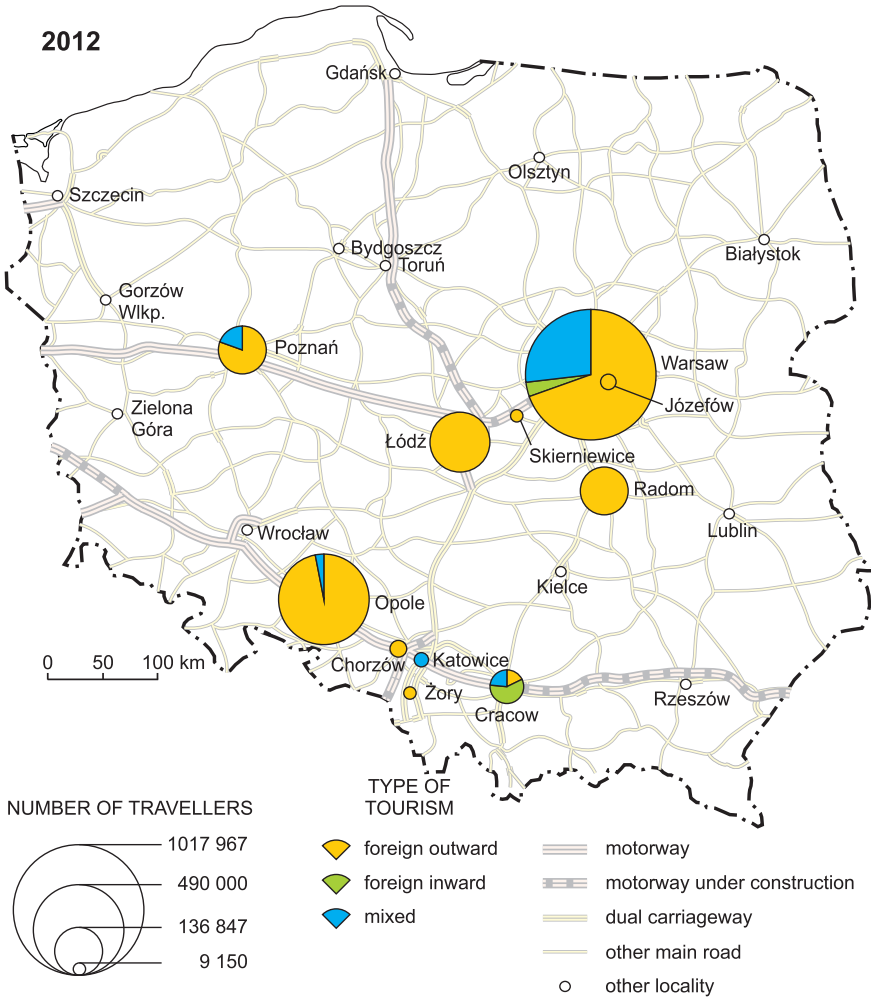 2012
Gdańsk
Olsztyn
Szczecin
Bydgoszcz
Toruń
Białystok
Gorzów
Wlkp.
Poznań
Warsaw
Józefów
Zielona
Góra
Łódź
Skierniewice
Radom
Lublin
Wrocław
Kielce
Opole
Chorzów
Katowice
Żory
Cracow
Rzeszów
0 50 100 km
NUMBER OF TRAVELLERS
1017 967
490 000
136 847
9 150
TYPE OF
TOURISM
foreign outward
foreign inward
mixed
motorway
motorway under construction
dual carriageway
other main road
other locality